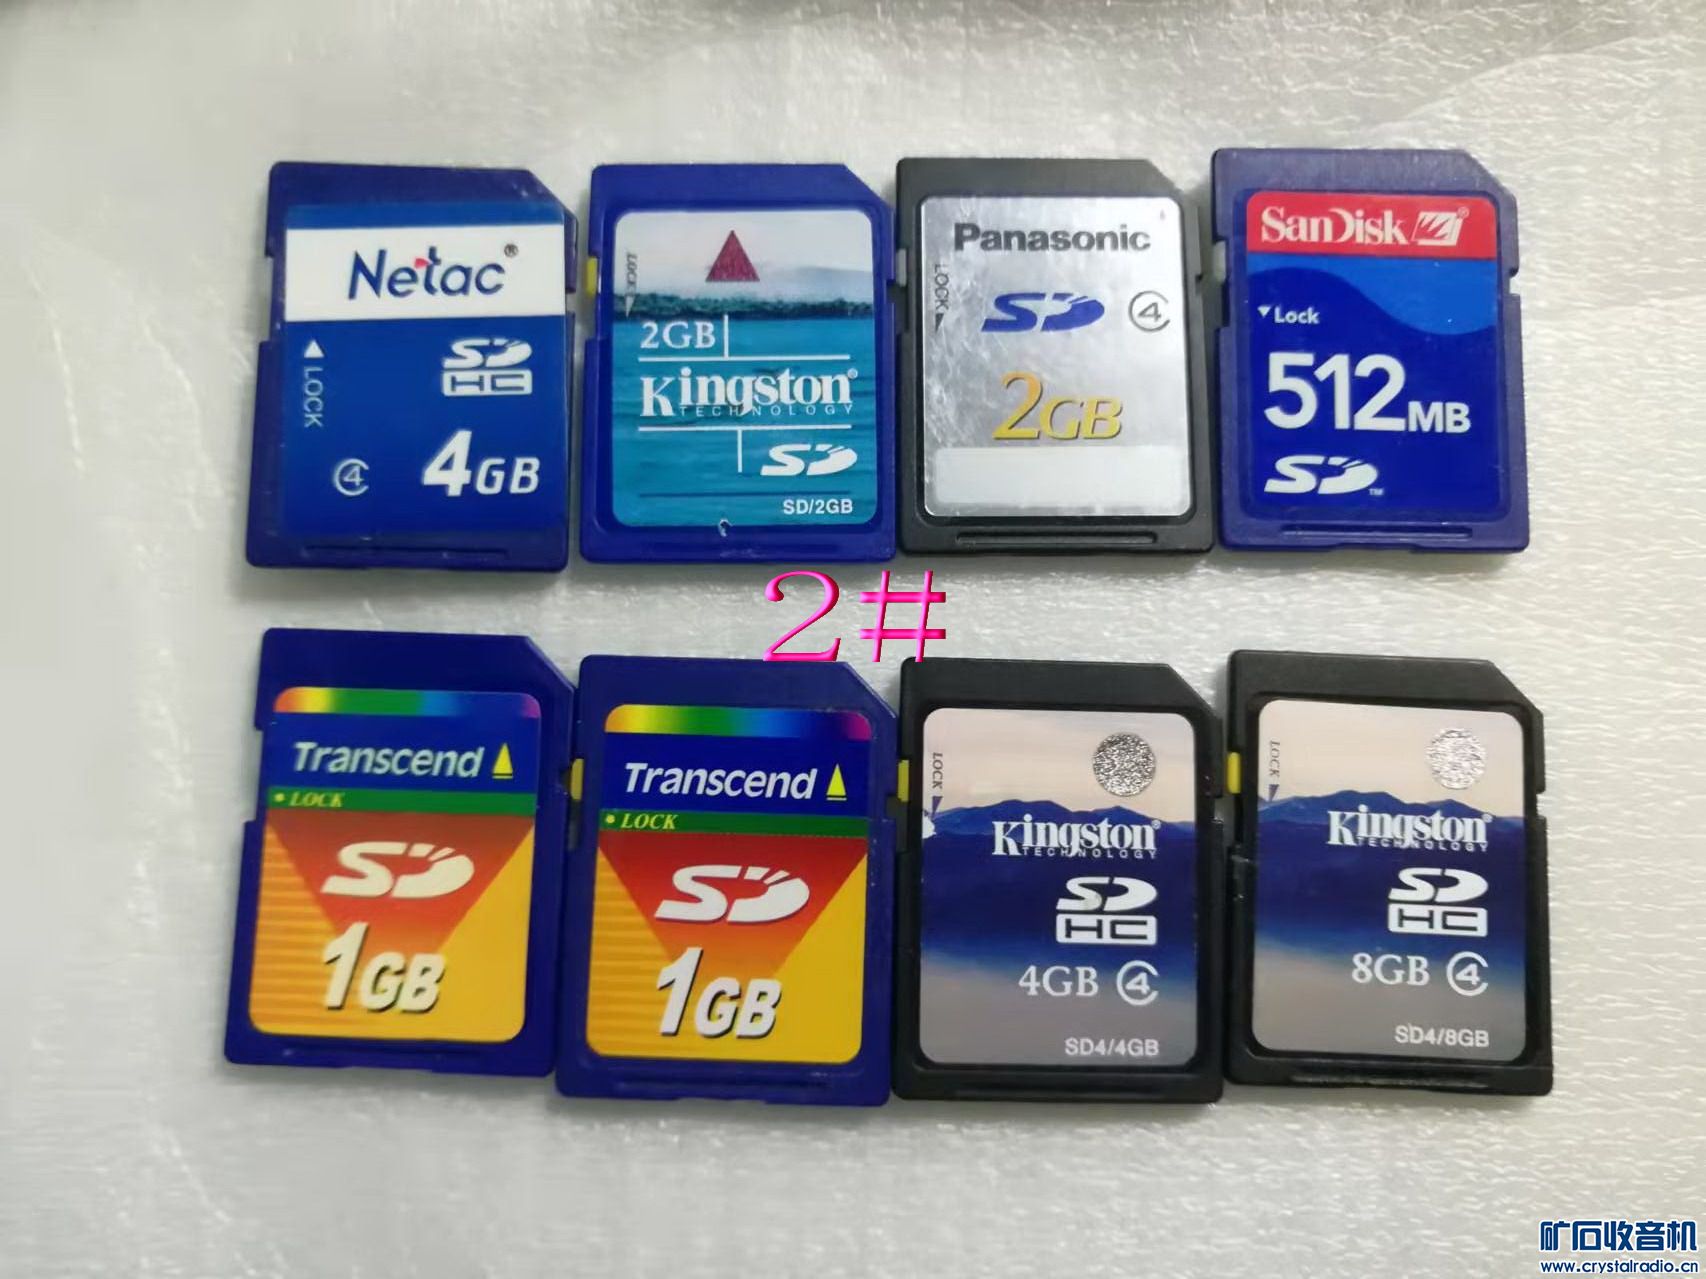 Netac®
LOCK
SD
HC
4
4GB
LOCK
2GB
Kingston®
TECHNOLOGY
SD
SD/2GB
Panasonic
LOCK
SD
4
2GB
SanDisk®
Lock
512MB
SD™
2#
Transcend
LOCK
SD
1GB
Transcend
LOCK
SD
1GB
LOCK
Kingston®
TECHNOLOGY
SD
HC
4GB 4
SD4/4GB
LOCK
Kingston®
TECHNOLOGY
SD
HC
8GB 4
SD4/8GB
矿石收音机
www.crystalradio.cn